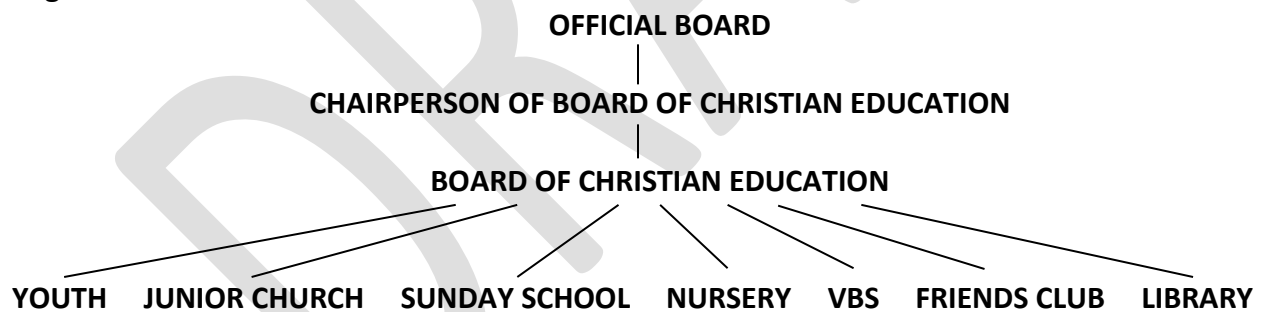 OFFICIAL BOARD
CHAIRPERSON OF BOARD OF CHRISTIAN EDUCATION
BOARD OF CHRISTIAN EDUCATION
YOUTH JUNIOR CHURCH SUNDAY SCHOOL NURSERY VBS FRIENDS CLUB LIBRARY